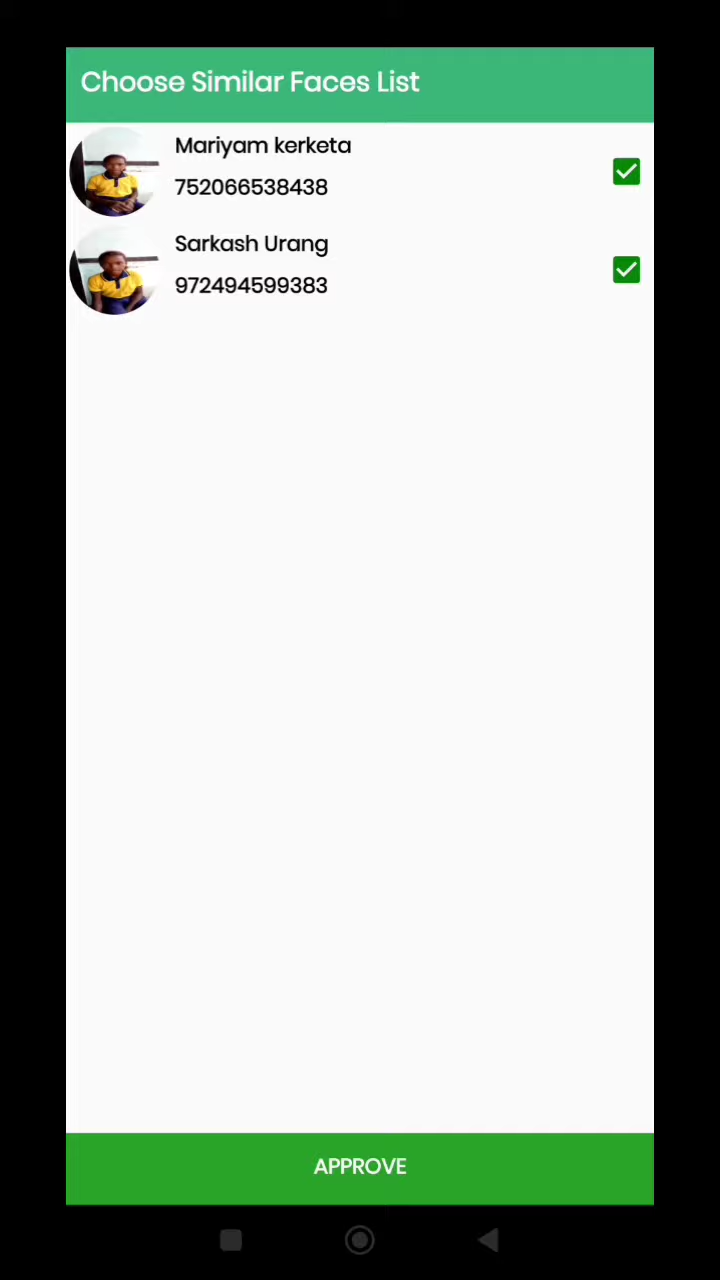 Choose Similar Faces List
Mariyam kerketa
752066538438
Sarkash Urang
972494599383
APPROVE